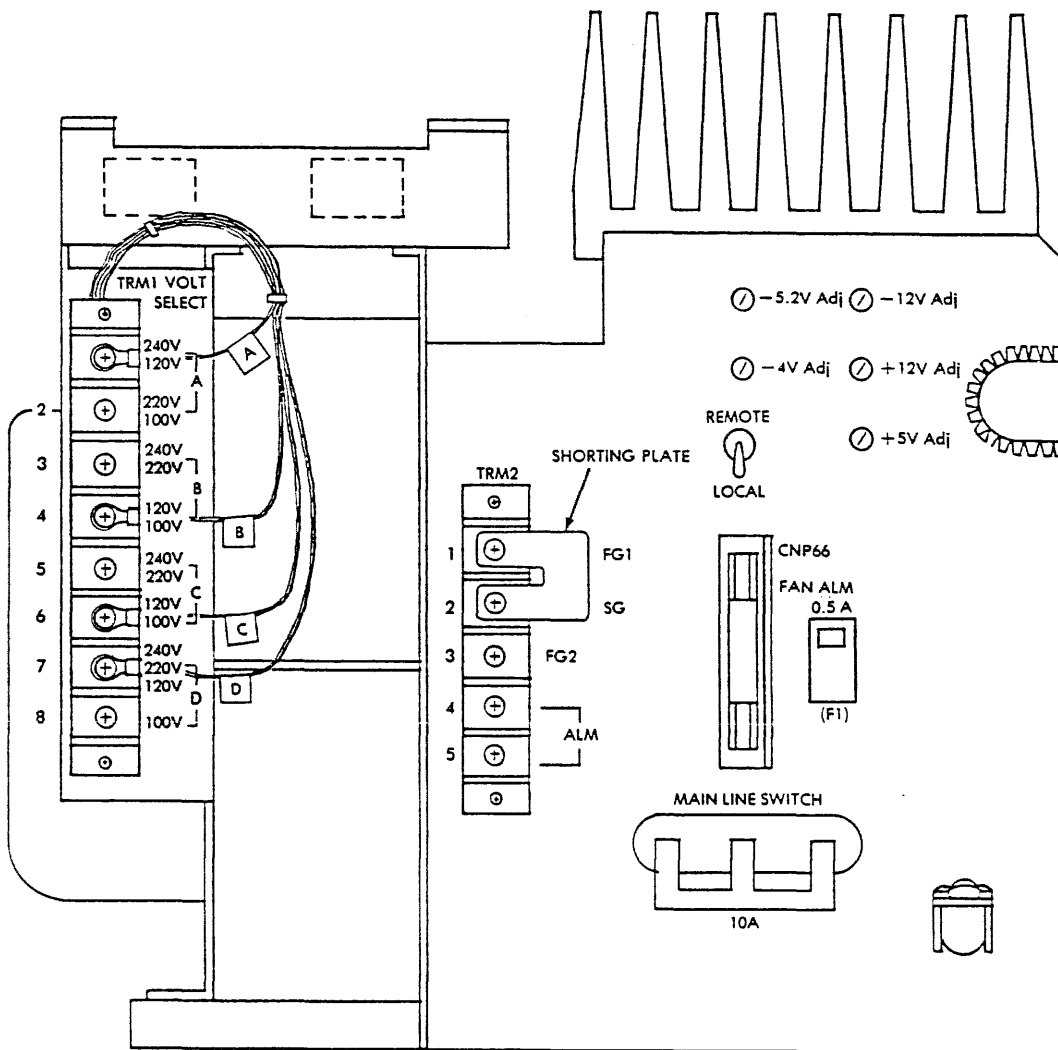 TRM1 VOLT
SELECT
240V
120V
A
2
220V
100V
3
240V
220V
B
4
120V
100V
5
240V
220V
C
6
120V
100V
7
240V
220V
120V
D
8
100V
A
B
C
D
TRM2
SHORTING PLATE
1
FG1
2
SG
3
FG2
4
ALM
5
−5.2V Adj
−12V Adj
−4V Adj
+12V Adj
+5V Adj
REMOTE
LOCAL
CNP66
FAN ALM
0.5 A
(F1)
MAIN LINE SWITCH
10A